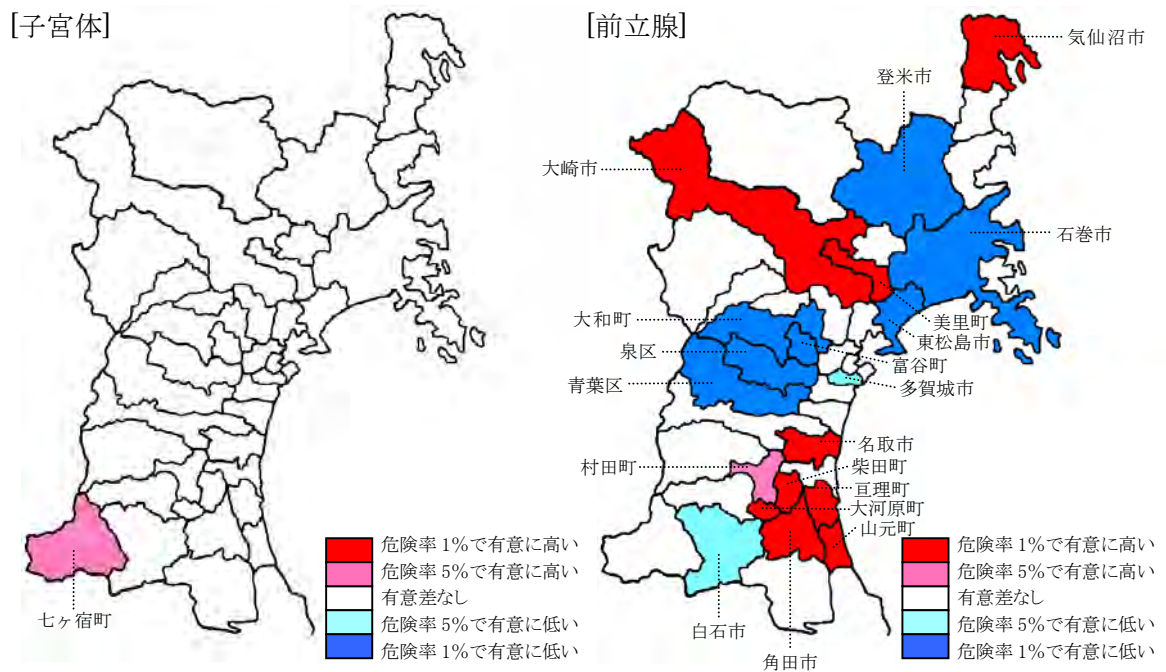 [子宮体]
七ヶ宿町
危険率 1%で有意に高い
危険率 5%で有意に高い
有意差なし
危険率 5%で有意に低い
危険率 1%で有意に低い
[前立腺]
気仙沼市
登米市
大崎市
石巻市
美里町
大和町
東松島市
泉区
富谷町
青葉区
多賀城市
名取市
村田町
柴田町
亘理町
大河原町
山元町
白石市
角田市
危険率 1%で有意に高い
危険率 5%で有意に高い
有意差なし
危険率 5%で有意に低い
危険率 1%で有意に低い